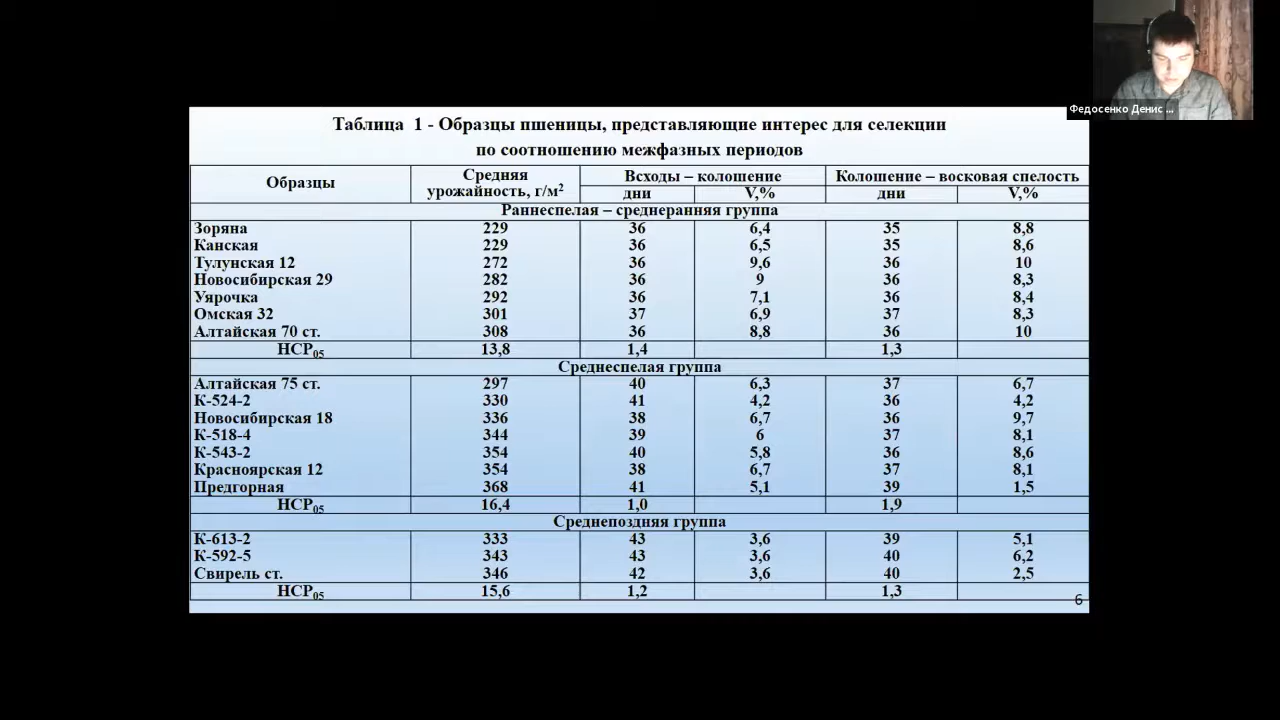 Федосенко Денис ...
Таблица 1 - Образцы пшеницы, представляющие интерес для селекции
по соотношению межфазных периодов
Образцы Средняя урожайность, г/м² Всходы – колошение Колошение – восковая спелость
дни V,% дни V,%
Раннеспелая – среднеранняя группа
Зоряна 229 36 6,4 35 8,8
Канская 229 36 6,5 35 8,6
Тулунская 12 272 36 9,6 36 10
Новосибирская 29 282 36 9 36 8,3
Уярочка 292 36 7,1 36 8,4
Омская 32 301 37 6,9 37 8,3
Алтайская 70 ст. 308 36 8,8 36 10
НСР05 13,8 1,4 1,3
Среднеспелая группа
Алтайская 75 ст. 297 40 6,3 37 6,7
К-524-2 330 41 4,2 36 4,2
Новосибирская 18 336 38 6,7 36 9,7
К-518-4 344 39 6 37 8,1
К-543-2 354 40 5,8 36 8,6
Красноярская 12 354 38 6,7 37 8,1
Предгорная 368 41 5,1 39 1,5
НСР05 16,4 1,0 1,9
Среднепоздняя группа
К-613-2 333 43 3,6 39 5,1
К-592-5 343 43 3,6 40 6,2
Свирель ст. 346 42 3,6 40 2,5
НСР05 15,6 1,2 1,3
6